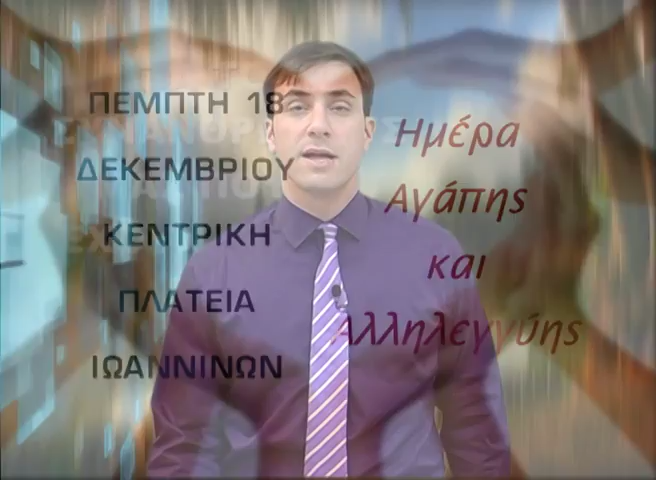 ΠΕΜΠΤΗ 18
ΔΕΚΕΜΒΡΙΟΥ
ΚΕΝΤΡΙΚΗ
ΠΛΑΤΕΙΑ
ΙΩΑΝΝΙΝΩΝ
Ημέρα
Αγάπης
και
Αλληλεγγύης